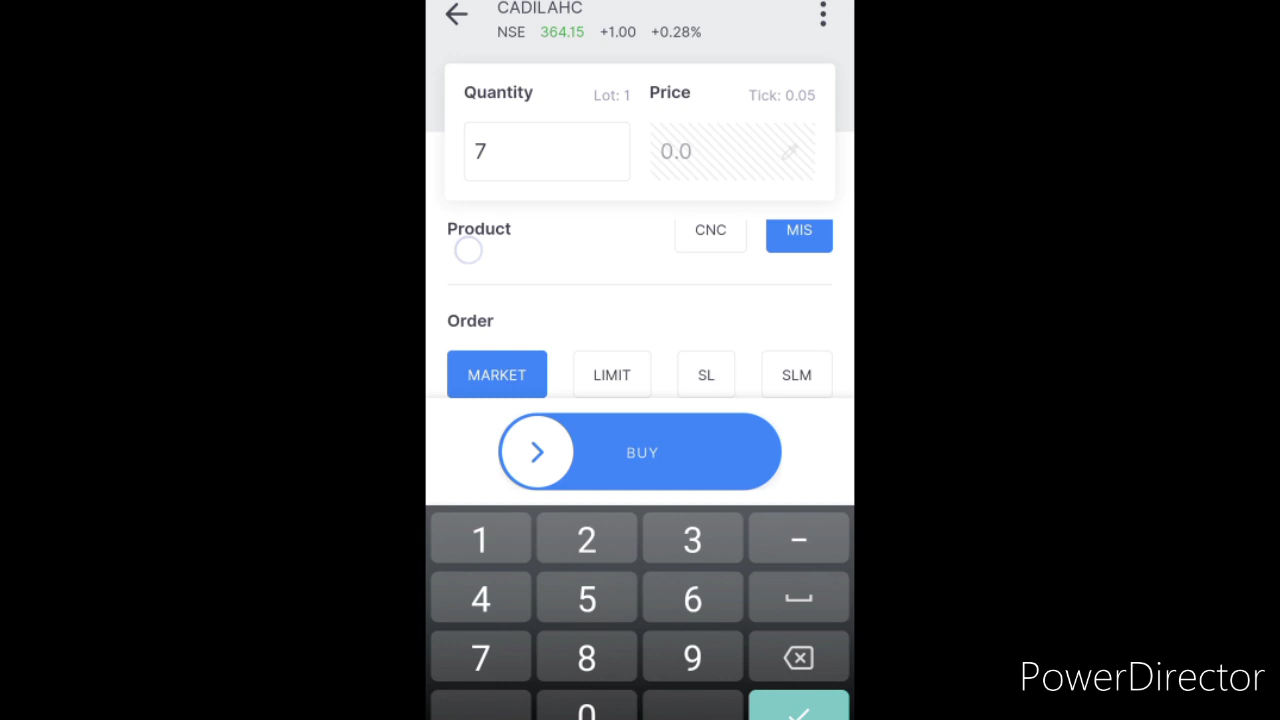 CADILAHC
NSE 364.15 +1.00 +0.28%
Quantity Lot: 1 Price Tick: 0.05
7 0.0
Product CNC MIS
Order
MARKET LIMIT SL SLM
BUY
1 2 3 -
4 5 6
7 8 9
0
PowerDirector